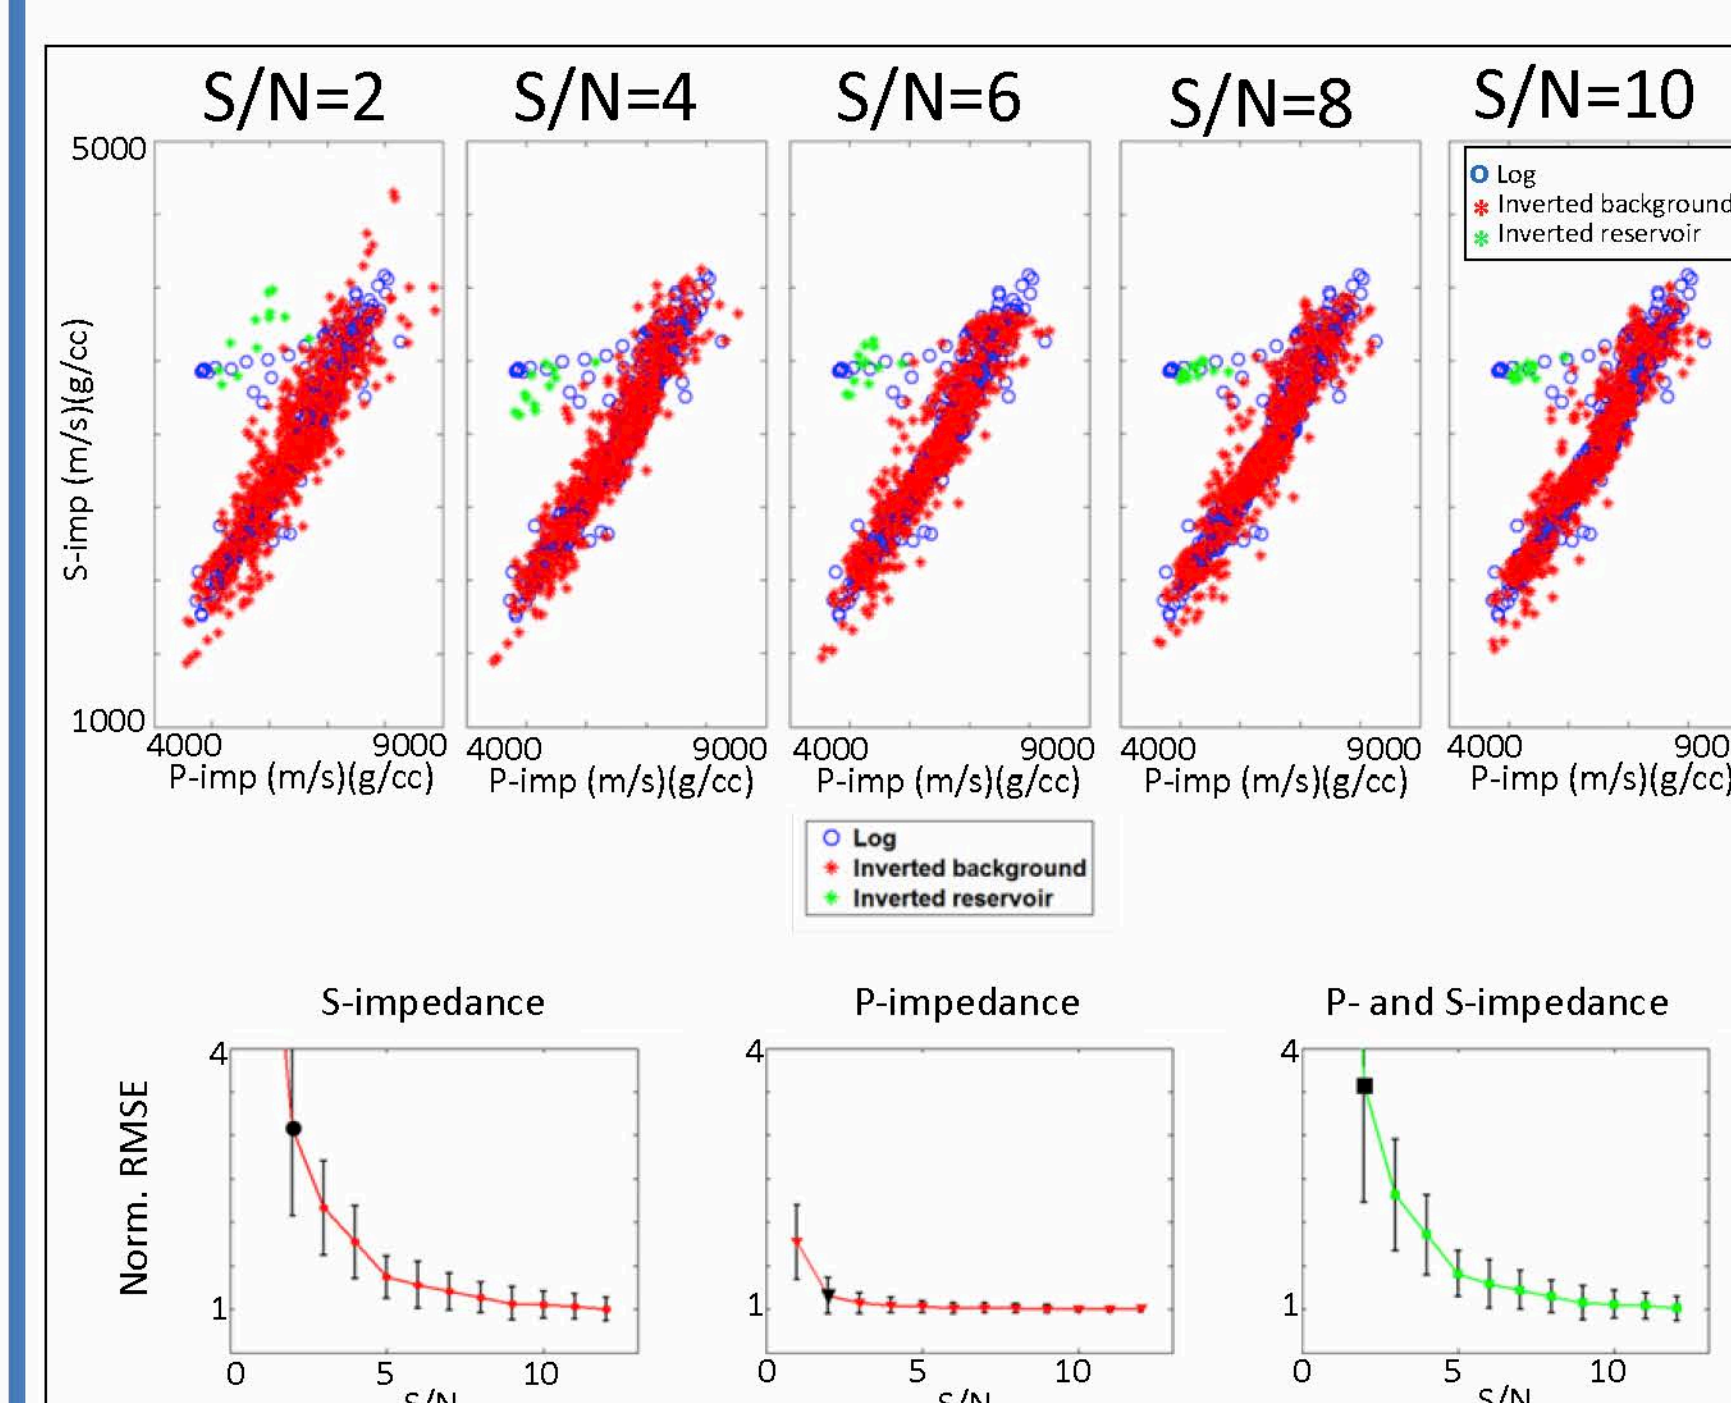 S/N=2 S/N=4 S/N=6 S/N=8 S/N=10
5000
Log
Inverted background
Inverted reservoir
S-imp (m/s)(g/cc)
1000
4000 9000 4000 9000 4000 9000 4000 9000 4000 900
P-imp (m/s)(g/cc) P-imp (m/s)(g/cc) P-imp (m/s)(g/cc) P-imp (m/s)(g/cc) P-imp (m/s)(g/cc)
Log
Inverted background
Inverted reservoir
S-impedance P-impedance P- and S-impedance
4 4 4
Norm. RMSE
1 1 1
0 5 10 0 5 10 0 5 10
S/N S/N S/N